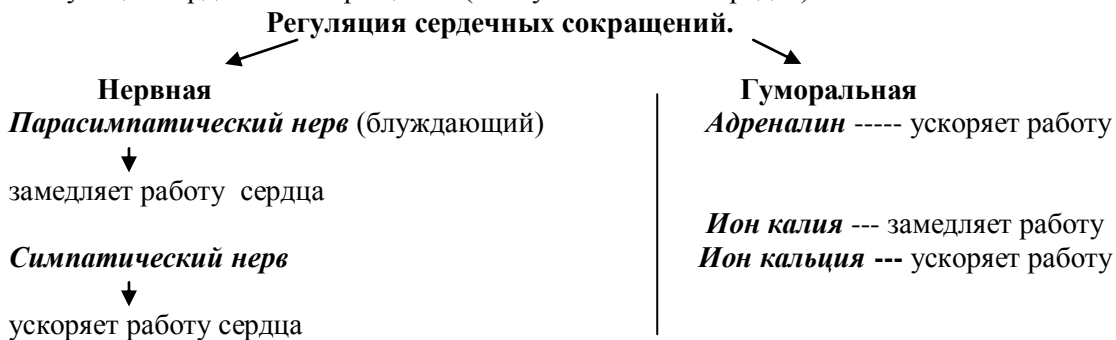 Регуляция сердечных сокращений.
Нервная
Парасимпатический нерв (блуждающий)
замедляет работу сердца
Симпатический нерв
ускоряет работу сердца
Гуморальная
Адреналин ----- ускоряет работу
Ион калия --- замедляет работу
Ион кальция --- ускоряет работу